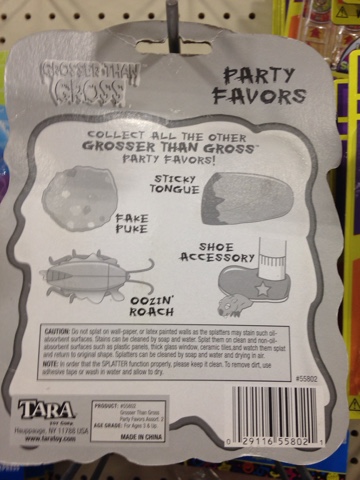 GROSSER THAN
GROSS
PARTY
FAVORS
COLLECT ALL THE OTHER
GROSSER THAN GROSS™
PARTY FAVORS!
STICKY
TONGUE
FAKE
PUKE
SHOE
ACCESSORY
OOZIN'
ROACH
CAUTION: Do not splat on wall-paper, or latex painted walls as the splatters may stain such oil-
absorbent surfaces. Stains can be cleaned by soap and water. Splat them on clean and non-oil-
absorbent surfaces such as plastic panels, thick glass window, ceramic tiles,and watch them splat
and return to original shape. Splatters can be cleaned by soap and water and drying in air.
NOTE: In order that the SPLATTER function properly, please keep it clean. To remove dirt, use
adhesive tape or wash in water and allow to dry.
#55802
TARA
Hauppauge, NY 11788 USA
www.taratoy.com
PRODUCT: #55802
Grosser Than Gross
Party Favors Assort.
AGE GRADE: For Ages 3 & Up
MADE IN CHINA
0 29116 55802 1